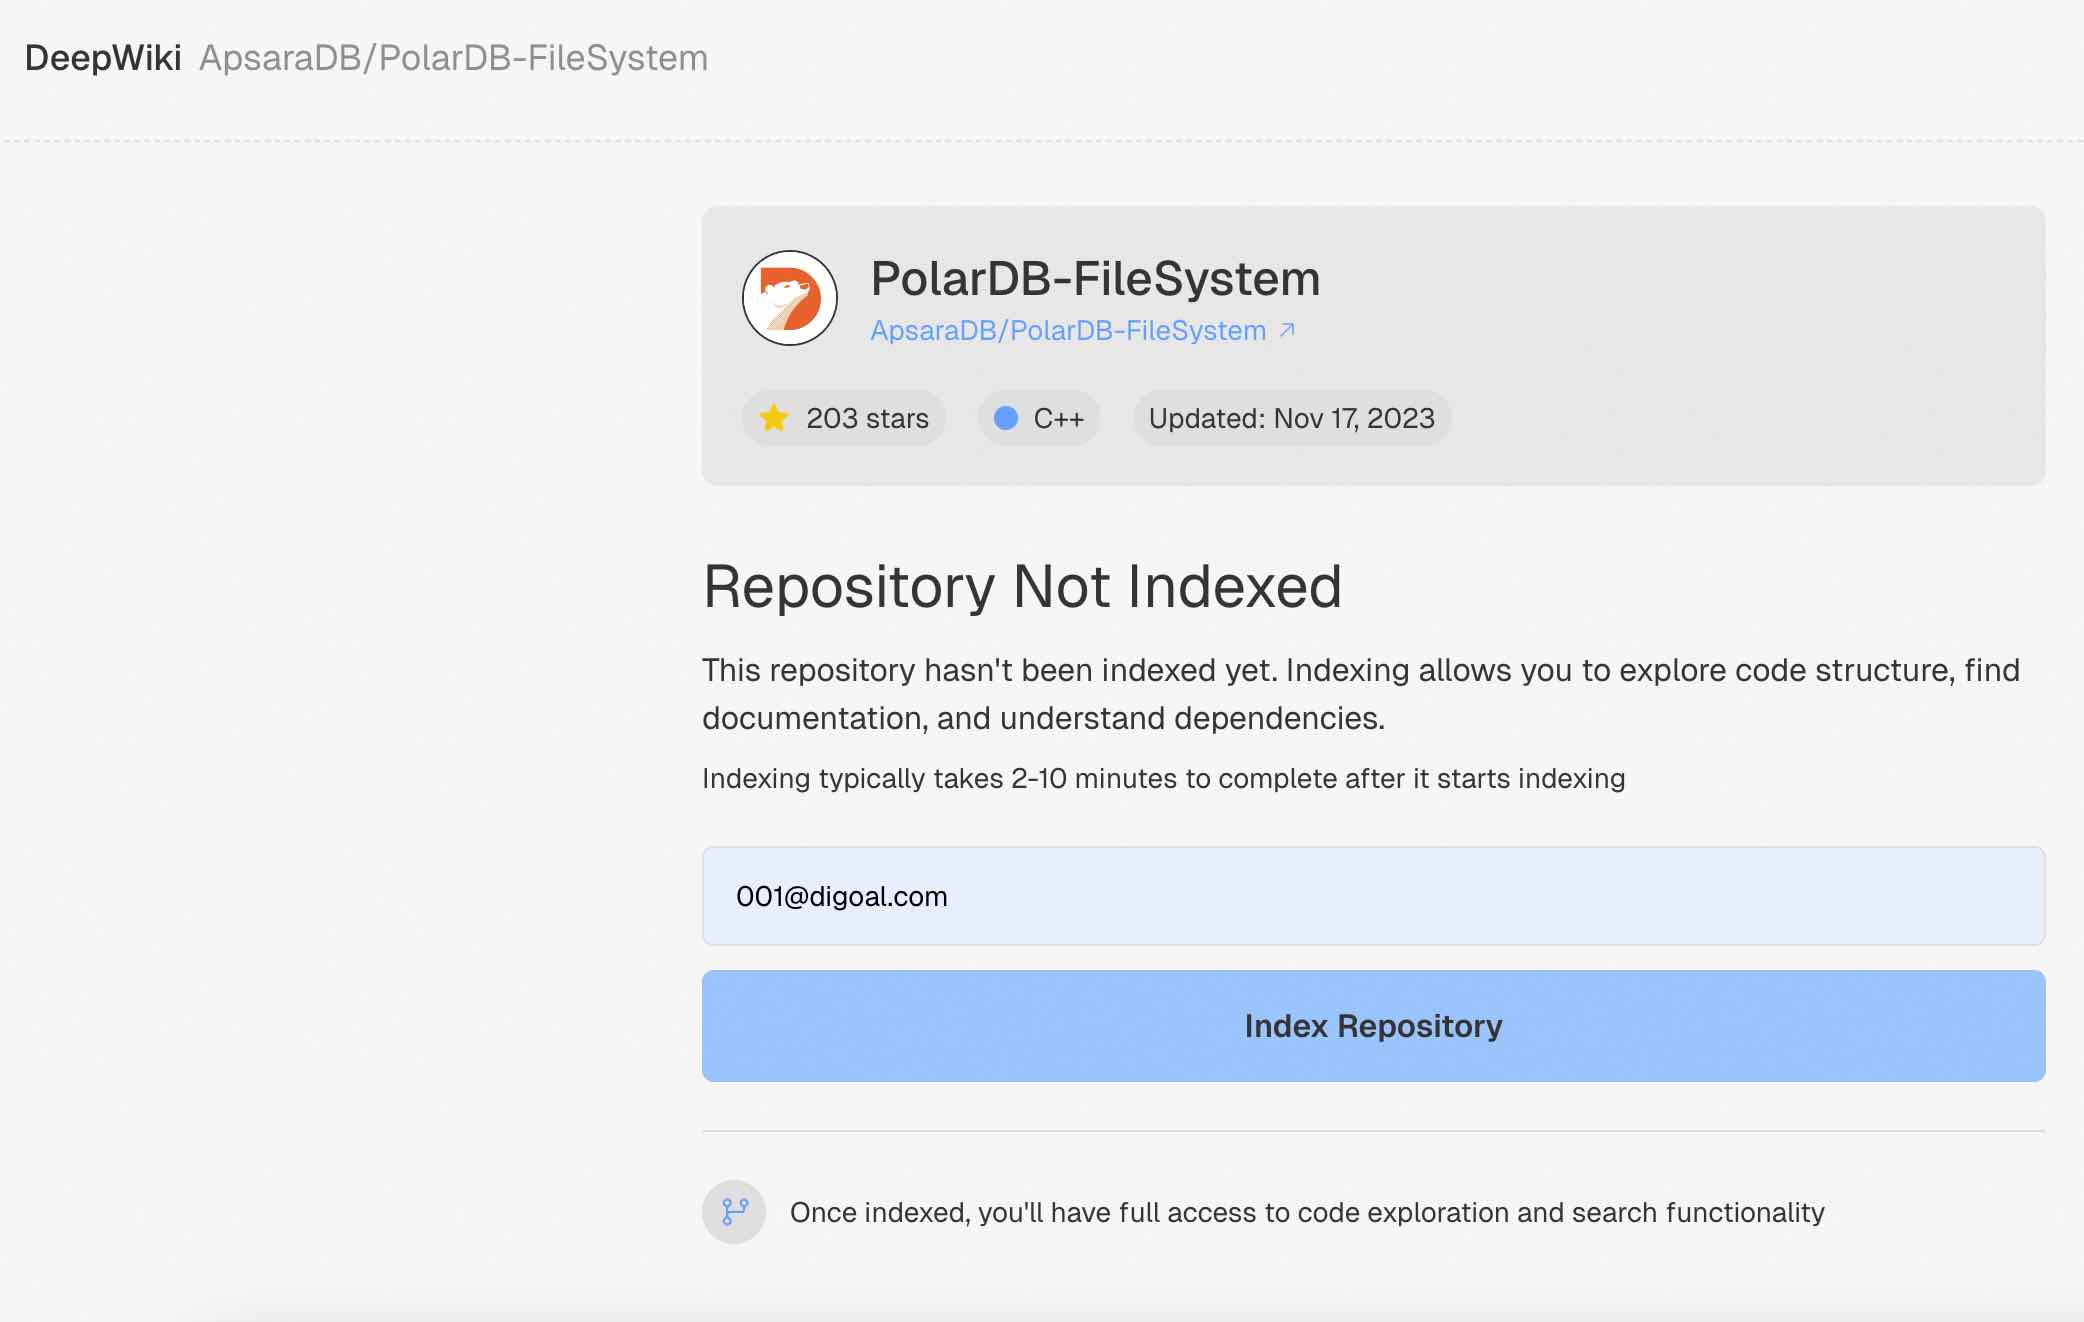 DeepWiki ApsaraDB/PolarDB-FileSystem
PolarDB-FileSystem
ApsaraDB/PolarDB-FileSystem ↗
203 stars C++ Updated: Nov 17, 2023
Repository Not Indexed
This repository hasn't been indexed yet. Indexing allows you to explore code structure, find
documentation, and understand dependencies.
Indexing typically takes 2-10 minutes to complete after it starts indexing
001@digoal.com
Index Repository
Once indexed, you'll have full access to code exploration and search functionality